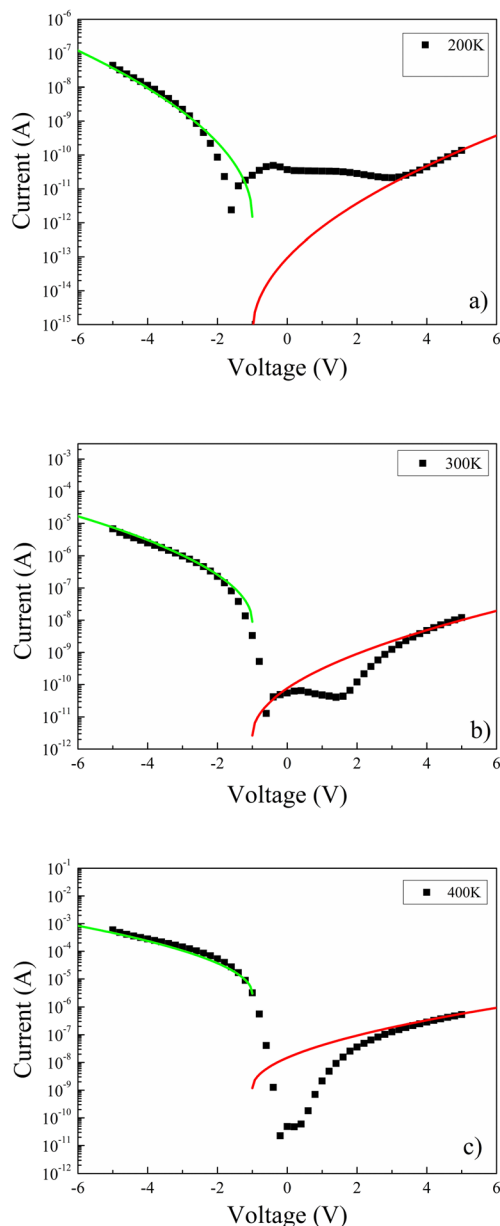 10⁻⁶
10⁻⁷
10⁻⁸
10⁻⁹
10⁻¹⁰
10⁻¹¹
10⁻¹²
10⁻¹³
10⁻¹⁴
10⁻¹⁵
Current (A)
200K
a)
-6 -4 -2 0 2 4 6
Voltage (V)
10⁻³
10⁻⁴
10⁻⁵
10⁻⁶
10⁻⁷
10⁻⁸
10⁻⁹
10⁻¹⁰
10⁻¹¹
10⁻¹²
Current (A)
300K
b)
-6 -4 -2 0 2 4 6
Voltage (V)
10⁻¹
10⁻²
10⁻³
10⁻⁴
10⁻⁵
10⁻⁶
10⁻⁷
10⁻⁸
10⁻⁹
10⁻¹⁰
10⁻¹¹
10⁻¹²
Current (A)
400K
c)
-6 -4 -2 0 2 4 6
Voltage (V)